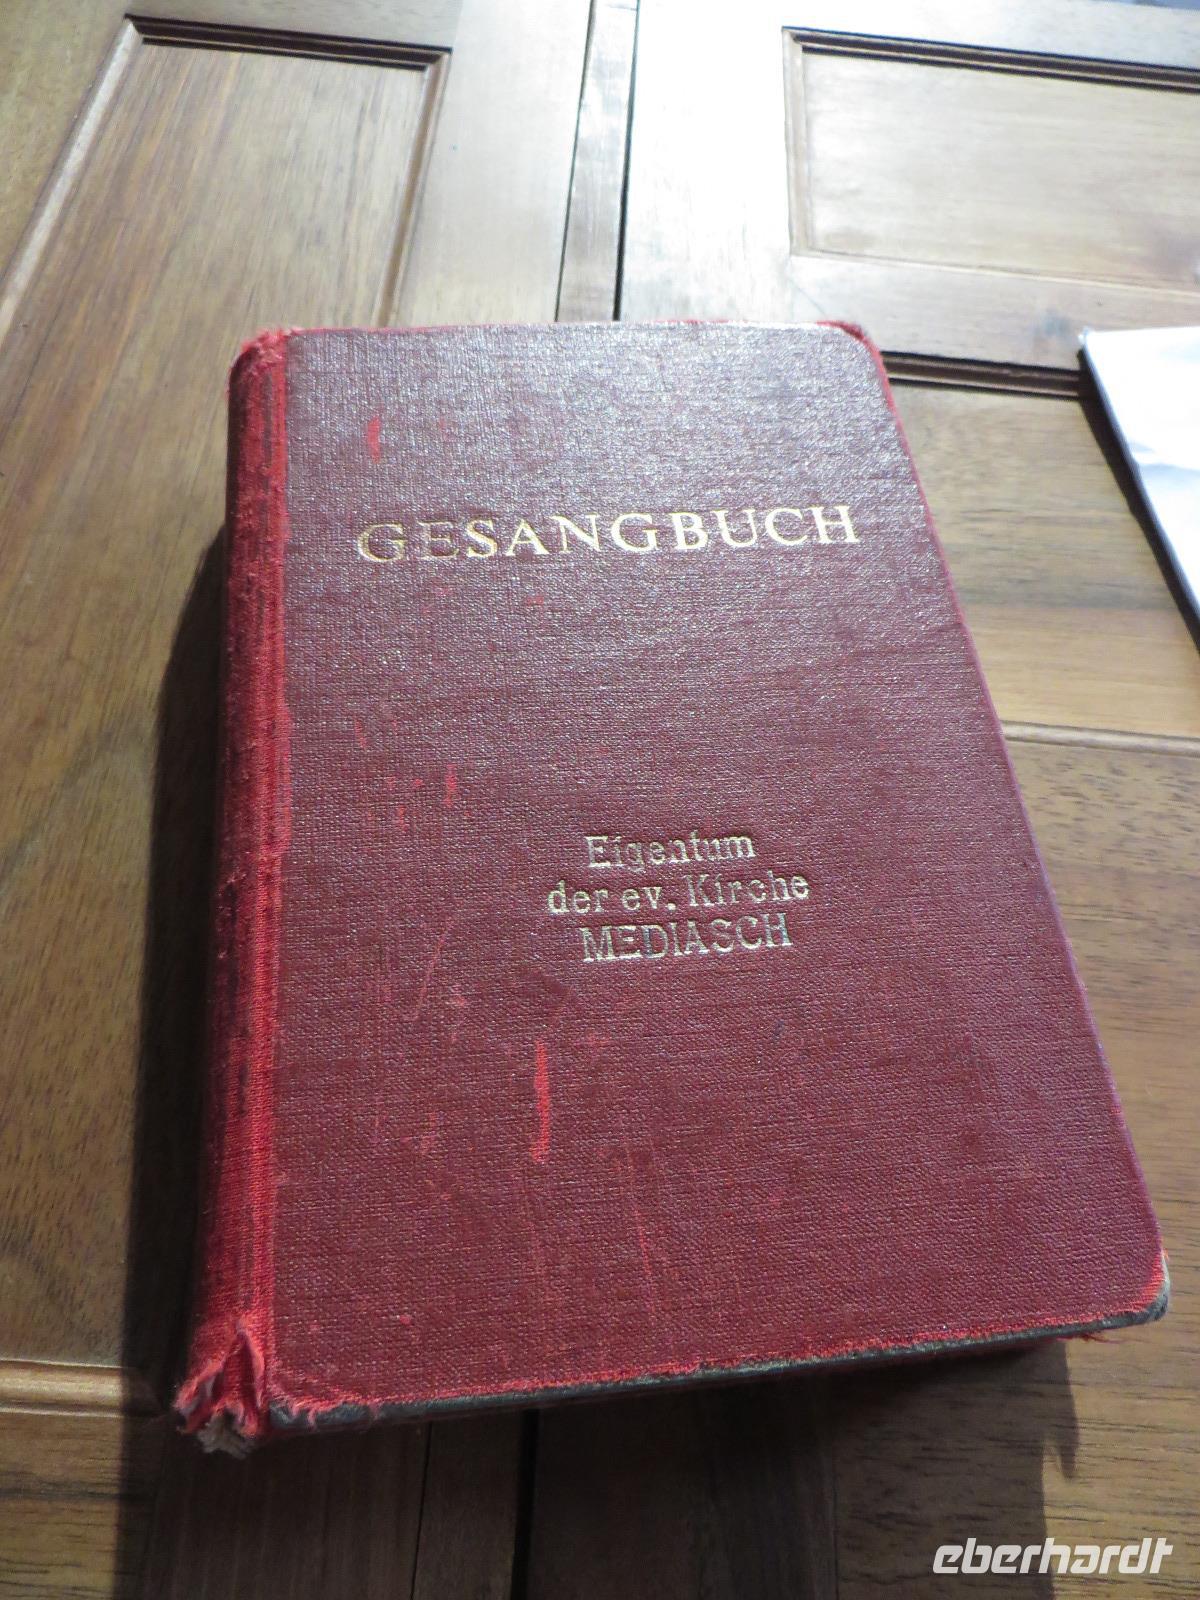 GESANGBUCH
Eigentum
der ev. Kirche
MEDIASCH
eberhardt